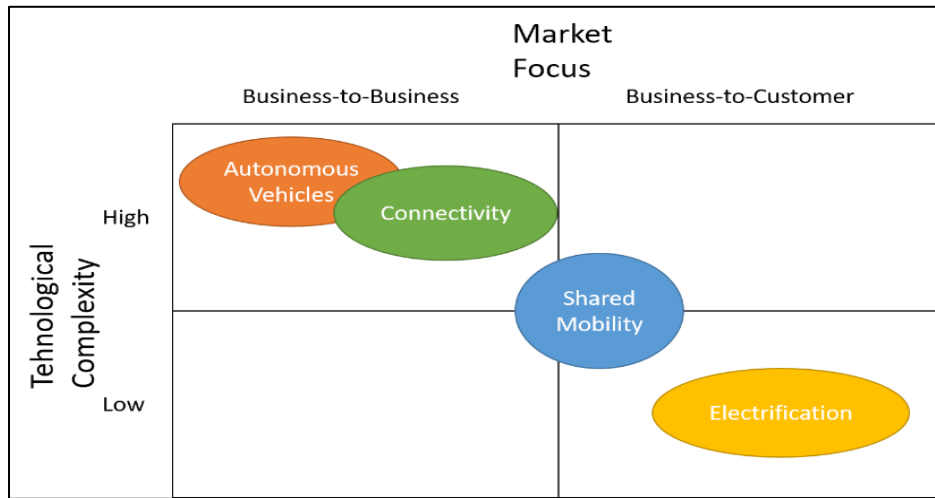 Market
Focus
Business-to-Business
Business-to-Customer
Autonomous
Vehicles
Connectivity
High
Tehnological
Complexity
Shared
Mobility
Low
Electrification